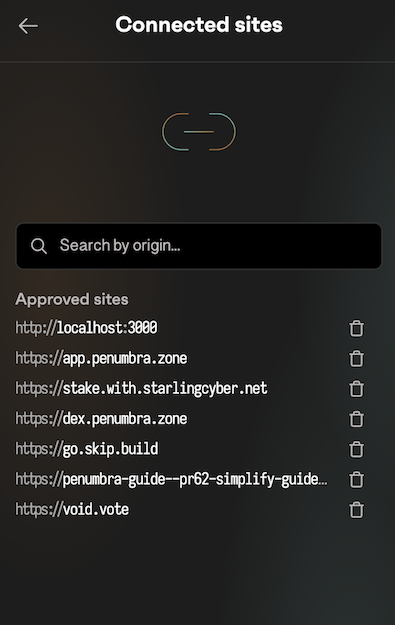 Connected sites
Search by origin...
Approved sites
http://localhost:3000
https://app.penumbra.zone
https://stake.with.starlingcyber.net
https://dex.penumbra.zone
https://go.skip.build
https://penumbra-guide--pr62-simplify-guide...
https://void.vote